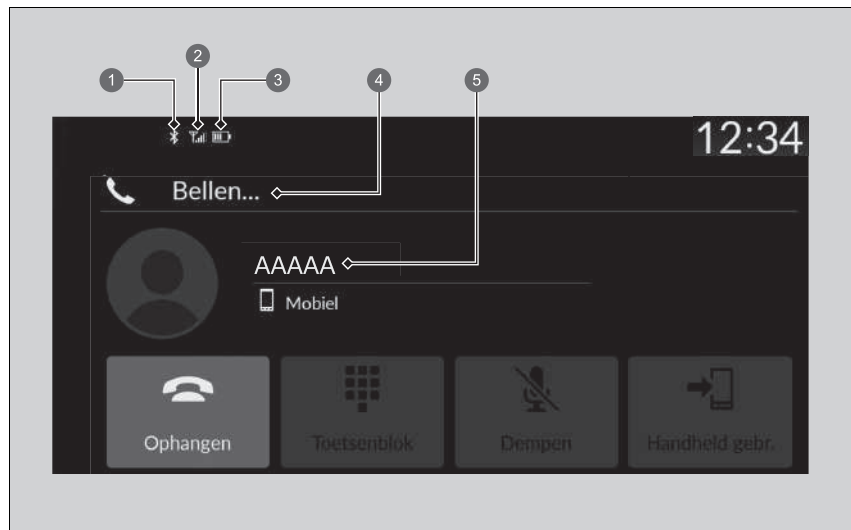 2
1 3 4 5
12:34
Bellen...
AAAAA
Mobiel
Ophangen Toetsenblok Dempen Handheld gebr.